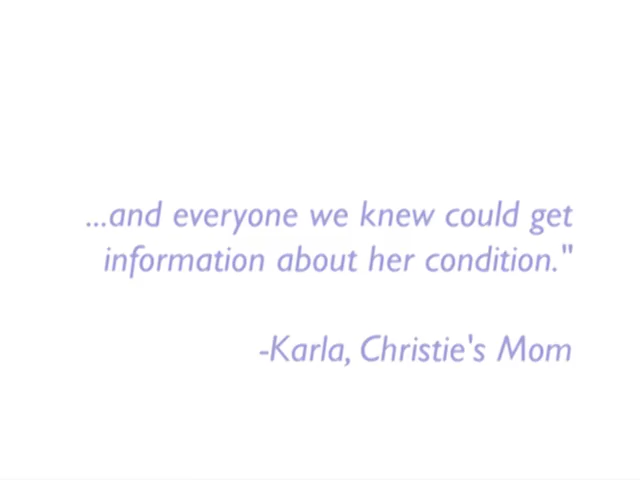 ...and everyone we knew could get
information about her condition."
-Karla, Christie's Mom